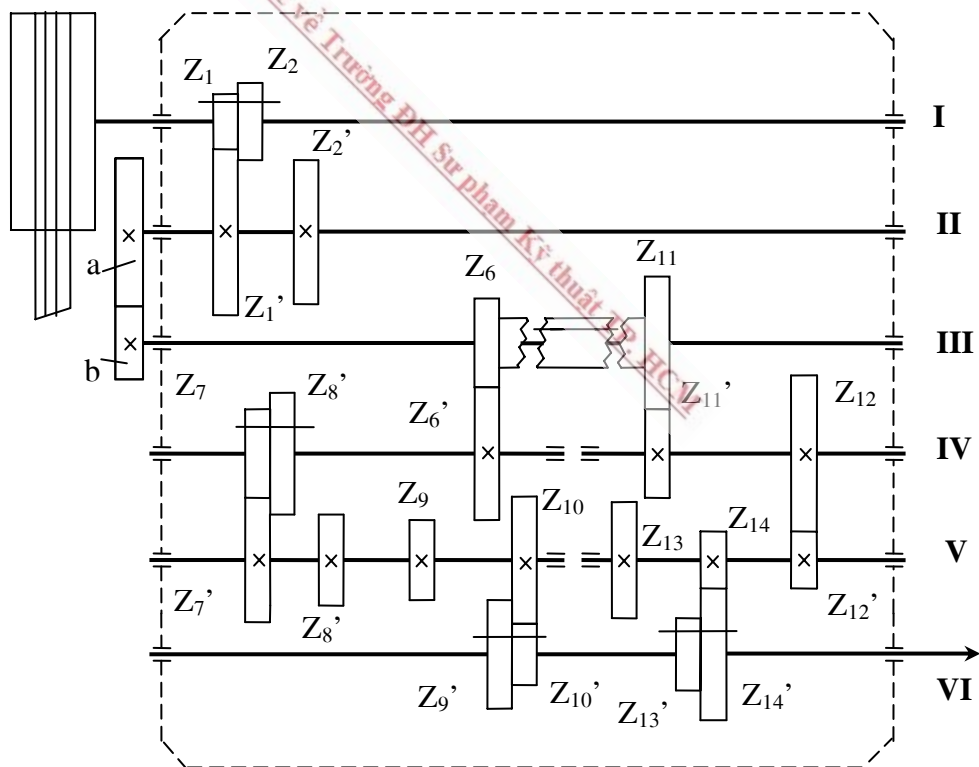 Z2
Z1
I
Z2’
II
a
Z1’
Z6
Z11
III
b
Z7
Z8’
Z6’
Z11’
Z12
IV
Z9
Z10
Z13
Z14
V
Z7’
Z8’
Z12’
Z9’
Z10’
Z13’
Z14’
VI
về Trường ĐH Sư phạm Kỹ thuật TP. HCM